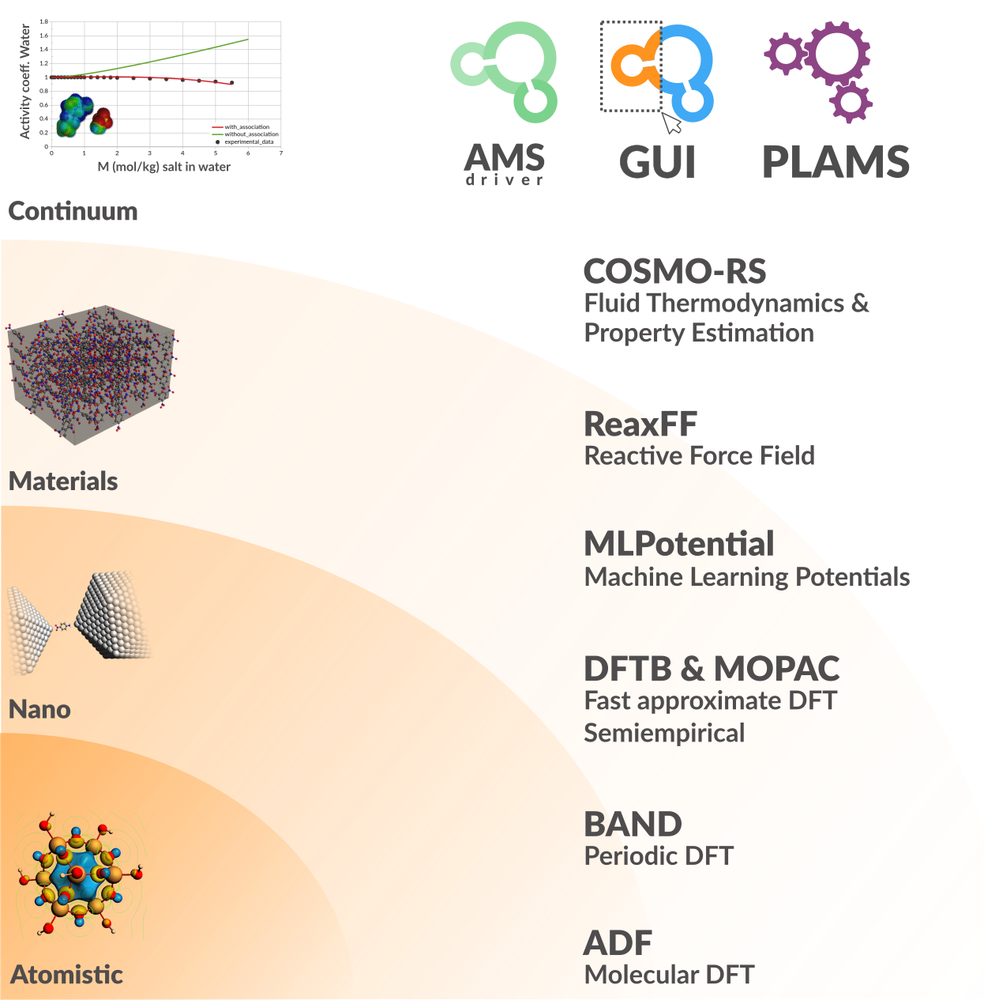 Activity coeff. Water
1.8
1.6
1.4
1.2
1
0.8
0.6
0.4
0.2
0
0 1 2 3 4 5 6 7
with_association
without_association
experimental_data
M (mol/kg) salt in water
AMS
driver
GUI
PLAMS
Continuum
COSMO-RS
Fluid Thermodynamics &
Property Estimation
ReaxFF
Reactive Force Field
Materials
MLPotential
Machine Learning Potentials
DFTB & MOPAC
Fast approximate DFT
Semiempirical
Nano
BAND
Periodic DFT
ADF
Molecular DFT
Atomistic